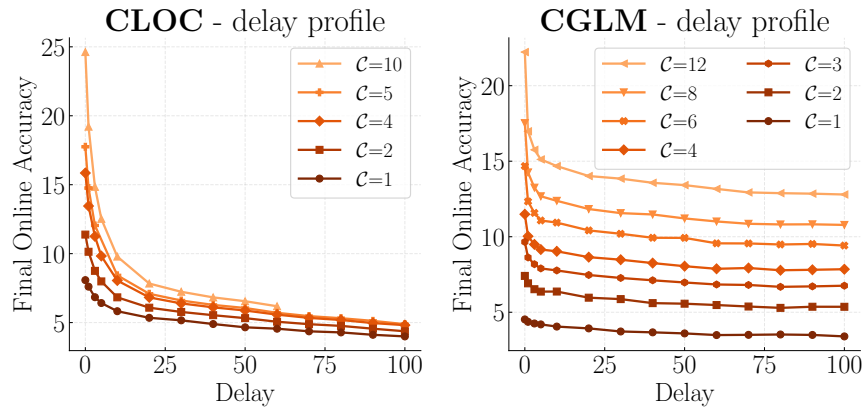 CLOC - delay profile
Final Online Accuracy
25
20
15
10
5
0
25
50
75
100
Delay
C=10
C=5
C=4
C=2
C=1
CGLM - delay profile
Final Online Accuracy
20
15
10
5
0
25
50
75
100
Delay
C=12
C=8
C=6
C=4
C=3
C=2
C=1